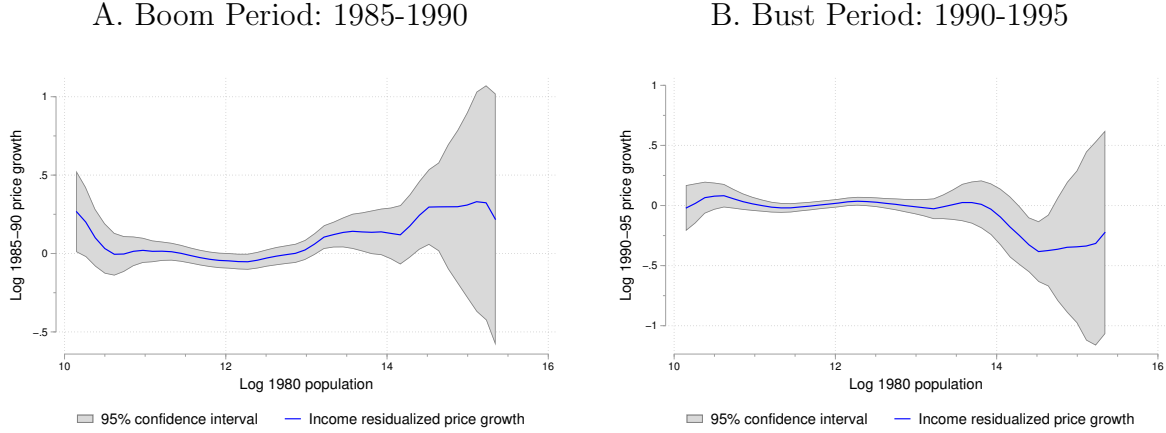 A. Boom Period: 1985-1990
Log 1985−90 price growth
1
.5
0
−.5
10
12
14
16
Log 1980 population
95% confidence interval
Income residualized price growth
B. Bust Period: 1990-1995
Log 1990−95 price growth
1
.5
0
−.5
−1
10
12
14
16
Log 1980 population
95% confidence interval
Income residualized price growth